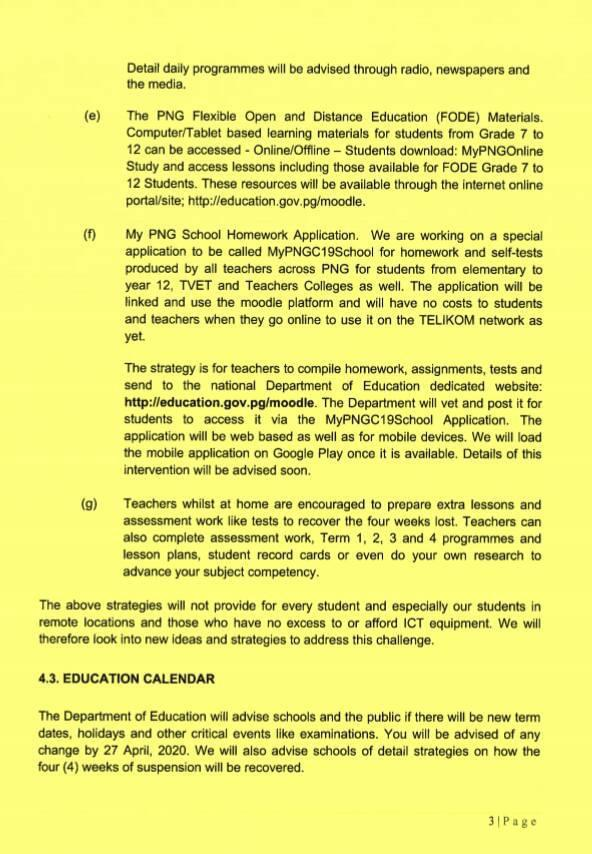 Detail daily programmes will be advised through radio, newspapers and
the media.
(e) The PNG Flexible Open and Distance Education (FODE) Materials.
Computer/Tablet based learning materials for students from Grade 7 to
12 can be accessed - Online/Offline – Students download: MyPNGOnline
Study and access lessons including those available for FODE Grade 7 to
12 Students. These resources will be available through the internet online
portal/site; http://education.gov.pg/moodle.
(f) My PNG School Homework Application. We are working on a special
application to be called MyPNGC19School for homework and self-tests
produced by all teachers across PNG for students from elementary to
year 12, TVET and Teachers Colleges as well. The application will be
linked and use the moodle platform and will have no costs to students
and teachers when they go online to use it on the TELIKOM network as
yet.
The strategy is for teachers to compile homework, assignments, tests and
send to the national Department of Education dedicated website:
http://education.gov.pg/moodle. The Department will vet and post it for
students to access it via the MyPNGC19School Application. The
application will be web based as well as for mobile devices. We will load
the mobile application on Google Play once it is available. Details of this
intervention will be advised soon.
(g) Teachers whilst at home are encouraged to prepare extra lessons and
assessment work like tests to recover the four weeks lost. Teachers can
also complete assessment work, Term 1, 2, 3 and 4 programmes and
lesson plans, student record cards or even do your own research to
advance your subject competency.
The above strategies will not provide for every student and especially our students in
remote locations and those who have no excess to or afford ICT equipment. We will
therefore look into new ideas and strategies to address this challenge.
4.3. EDUCATION CALENDAR
The Department of Education will advise schools and the public if there will be new term
dates, holidays and other critical events like examinations. You will be advised of any
change by 27 April, 2020. We will also advise schools of detail strategies on how the
four (4) weeks of suspension will be recovered.
3 | Page